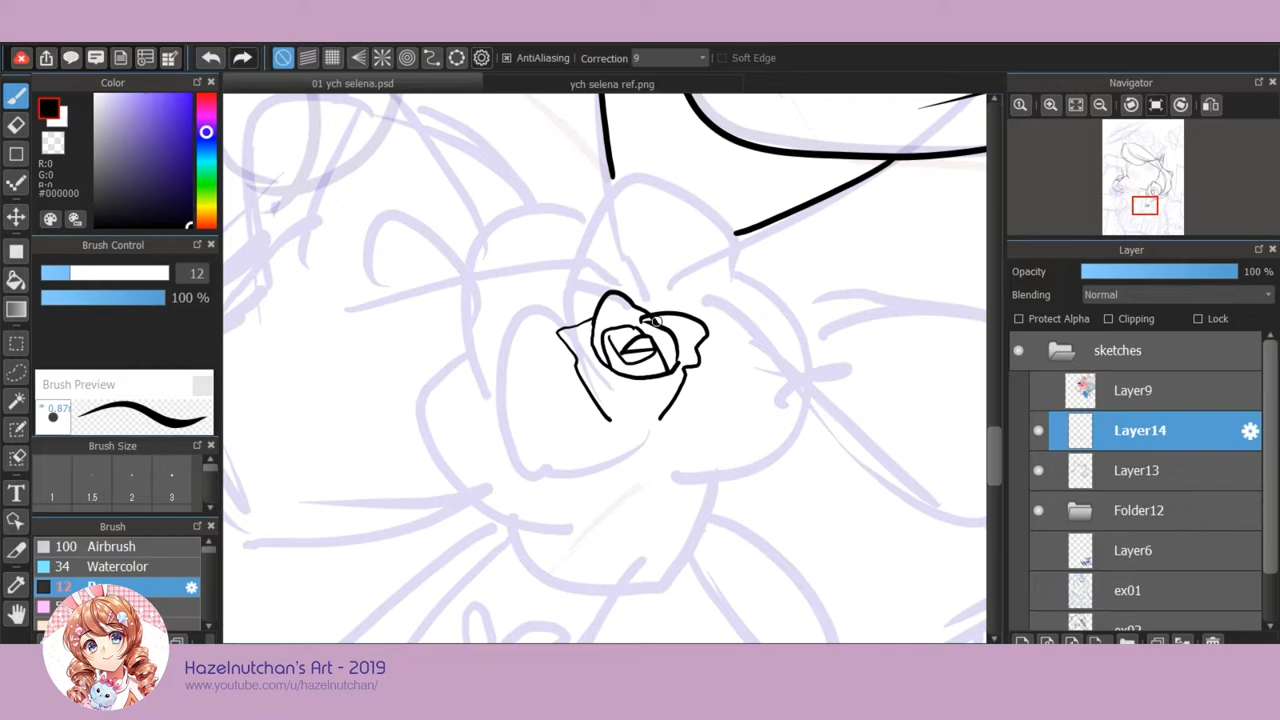 AntiAliasing Correction 9 Soft Edge
Color
01 ych selena.psd
ych selena ref.png
Navigator
R:0
G:0
B:0
#000000
Brush Control
12
100 %
Brush Preview
Brush Size
1 1.5 2 3
Brush
100 Airbrush
34 Watercolor
12
Layer
Opacity 100 %
Blending Normal
Protect Alpha Clipping Lock
sketches
Layer9
Layer14
Layer13
Folder12
Layer6
ex01
Hazelnutchan's Art - 2019
www.youtube.com/u/hazelnutchan/